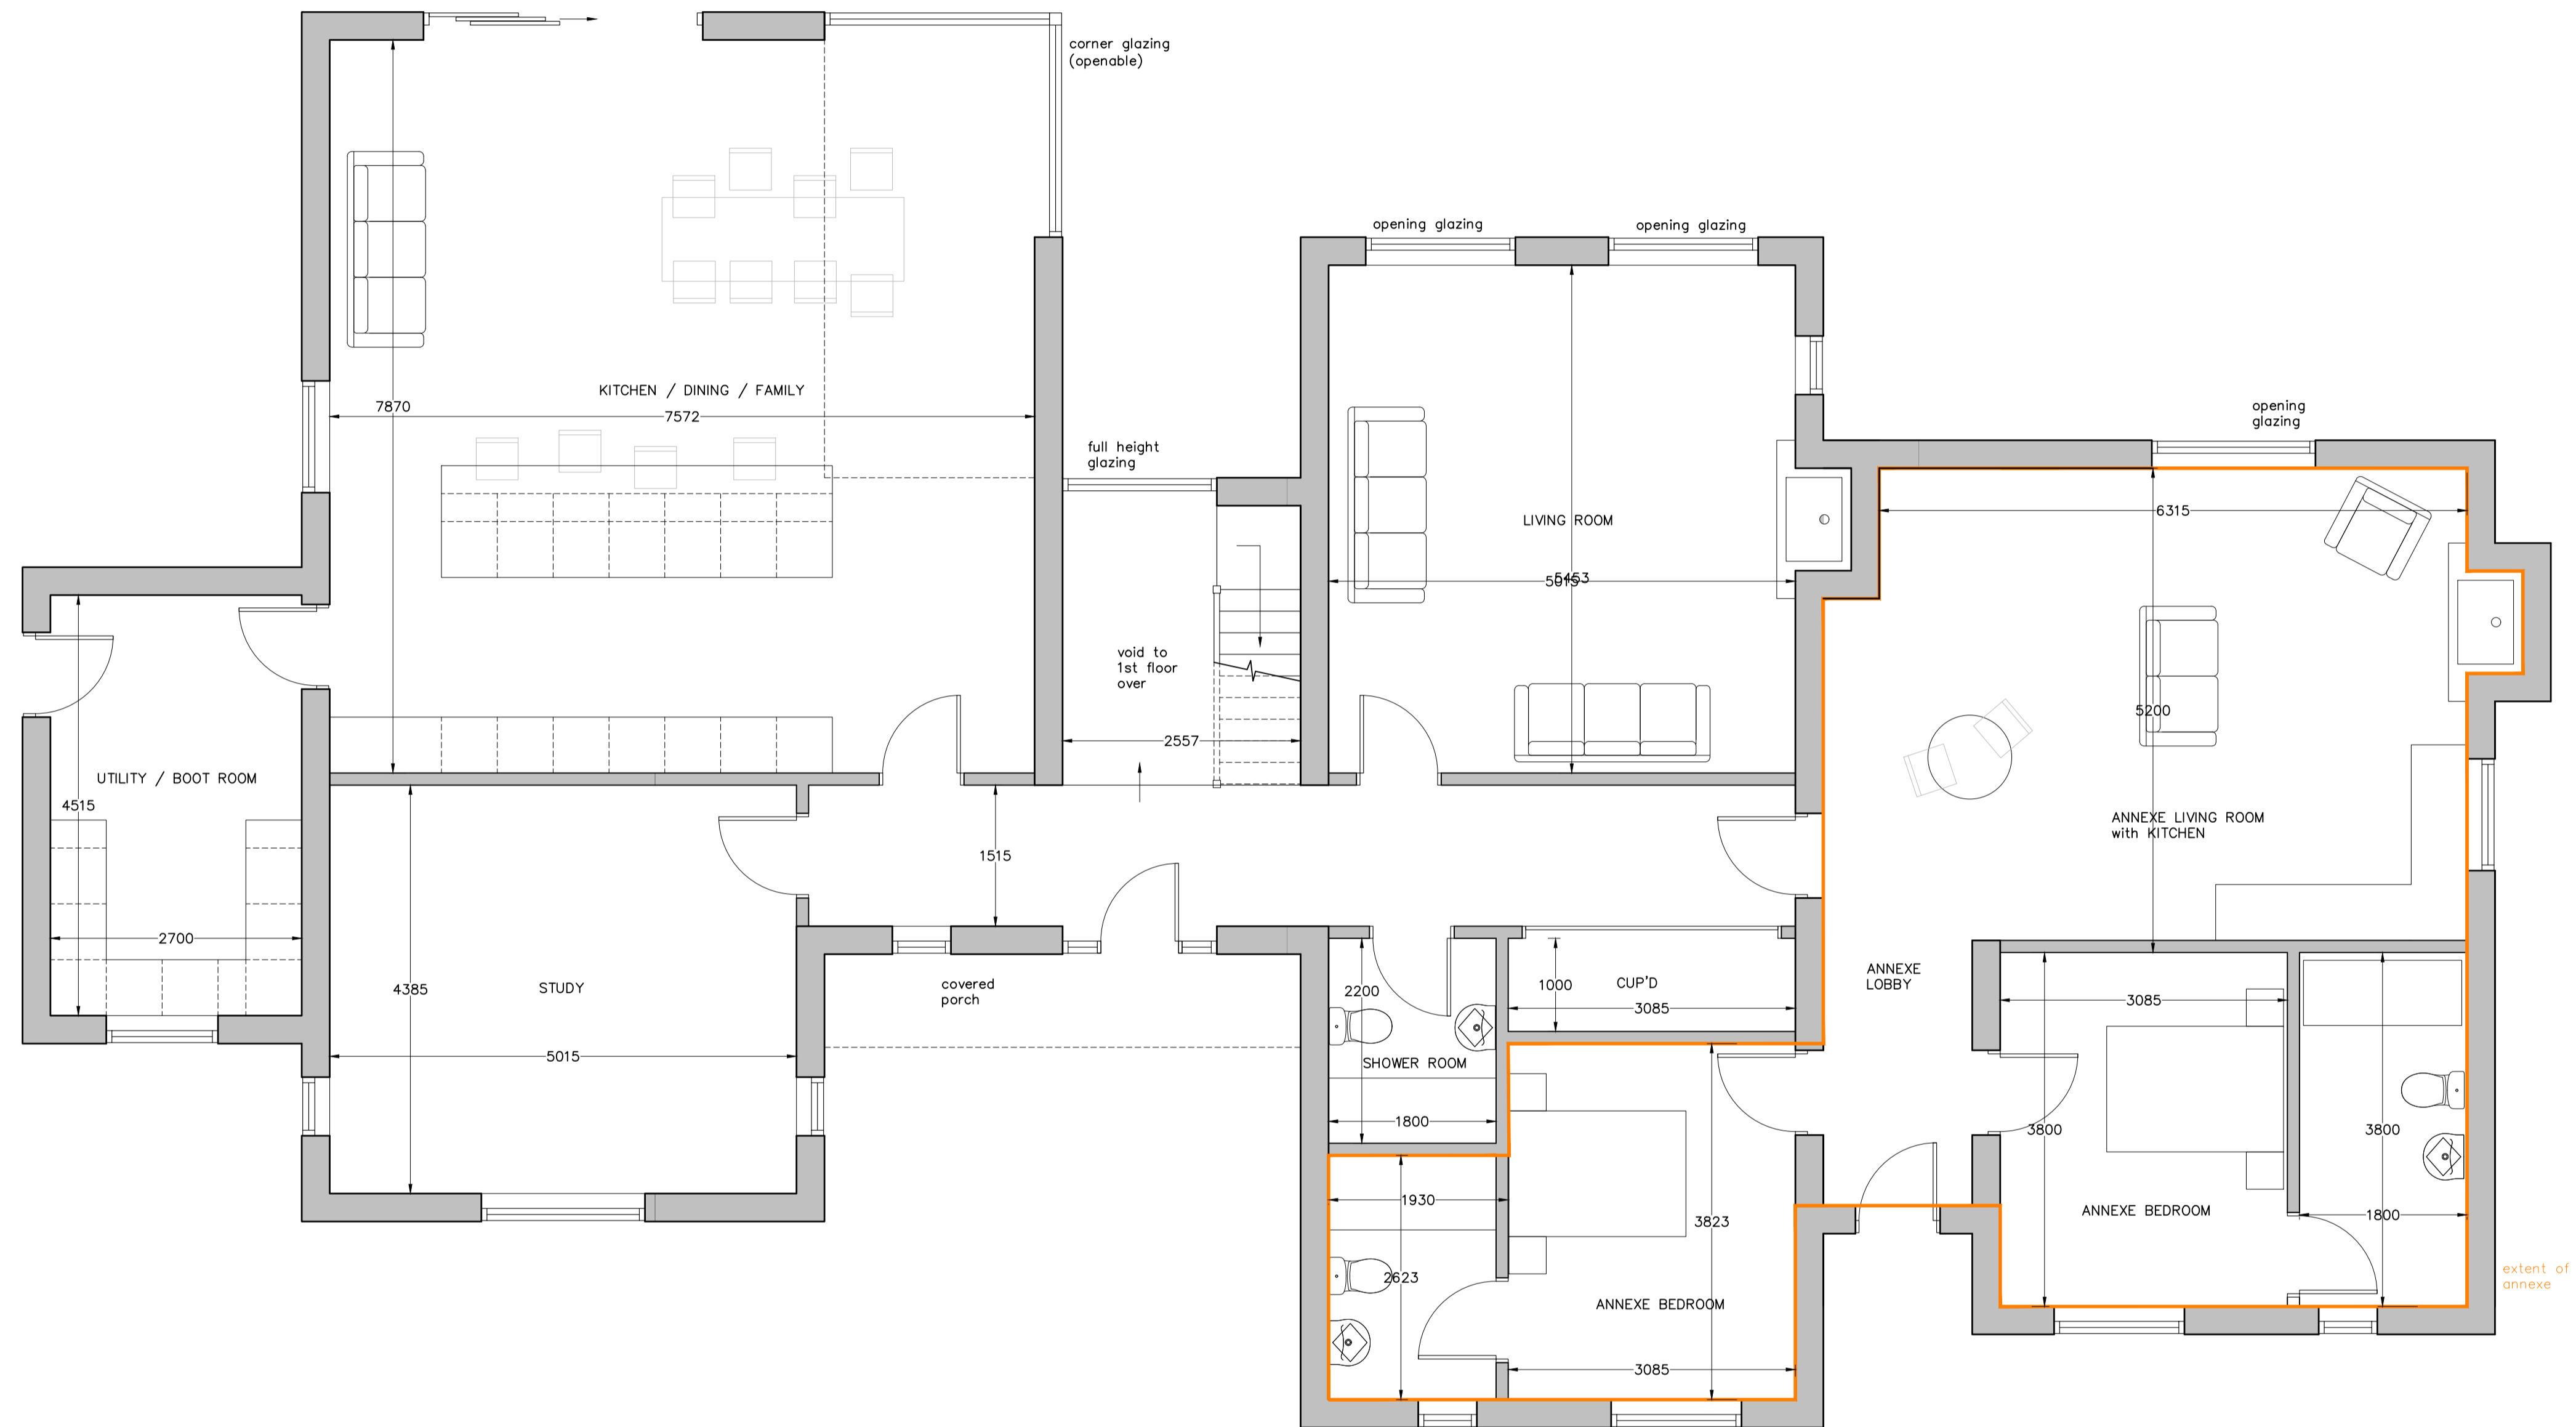 corner glazing
(openable)
opening glazing
opening glazing
KITCHEN / DINING / FAMILY
7870
7572
full height
glazing
opening
glazing
6315
LIVING ROOM
5015
5453
void to
1st floor
over
2557
5200
UTILITY / BOOT ROOM
4515
2700
ANNEXE LIVING ROOM
with KITCHEN
1515
STUDY
4385
5015
covered
porch
2200
SHOWER ROOM
1800
1000
CUP'D
3085
ANNEXE
LOBBY
3085
3800
ANNEXE BEDROOM
3800
1800
1930
2623
3823
ANNEXE BEDROOM
3085
extent of
annexe